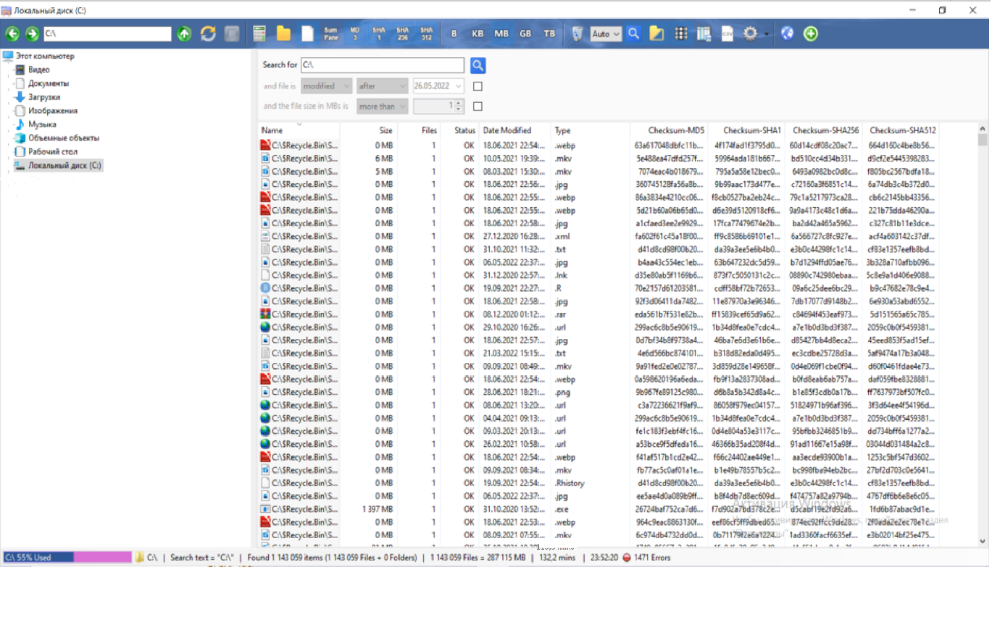 Локальный диск (C:)
C:\ Sum Pane MD 5 SHA 1 SHA 256 SHA 512 B KB MB GB TB Auto csv
Этот компьютер
Видео
Документы
Загрузки
Изображения
Музыка
Объемные объекты
Рабочий стол
Локальный диск (C:)
Search for C:\
and file is modified after 26.05.2022
and the file size in MBs is more than 1
Name Size Files Status Date Modified Type Checksum-MD5 Checksum-SHA1 Checksum-SHA256 Checksum-SHA512
C:\$Recycle.Bin\S... 0 MB 1 OK 18.06.2021 22:54:... .webp 63a617048dbfc11b... 4f174fad1f3795d0... 60d14cdf08c20ac7... 664d160c4be8b56...
C:\$Recycle.Bin\S... 6 MB 1 OK 10.05.2021 19:39:... .mkv 5e488ea47dfd257f... 59964ada181b667... bd510cc4d34b331... d9cf2e5445398283...
C:\$Recycle.Bin\S... 5 MB 1 OK 08.03.2021 15:30:... .mkv 7074eac4b018679... 795a5a58e12bec0... 6493a0982bc0d8c... f805bc2567bdfa18...
C:\$Recycle.Bin\S... 0 MB 1 OK 18.06.2021 22:56:... .jpg 360745128fa56a8b... 9b99aac173d477e... c72160a3f6851c14... 6a74db3c4b372d0...
C:\$Recycle.Bin\S... 0 MB 1 OK 18.06.2021 22:55:... .webp 86a3834e4210cc06... f8cb0527ba2eb24c... 79c1a5217973ca28... cb6c2145bb43356...
C:\$Recycle.Bin\S... 0 MB 1 OK 18.06.2021 22:55:... .webp 5d21b60a06b65d0... d6e39d5120918cf6... 9a9a4173c48c1d6a... 221b75dda46290a...
C:\$Recycle.Bin\S... 0 MB 1 OK 18.06.2021 22:58:... .jpg a1cfaed3ee2e9929... 17fca77479674e2b... ba2d42a465a5962... c327c81b11e3dce...
C:\$Recycle.Bin\S... 0 MB 1 OK 27.12.2020 16:28:... .xml fa602f61c45a18f00... ff9c8586b69101e1... 6a566727c8fc927e... acf4a603142c37df...
C:\$Recycle.Bin\S... 0 MB 1 OK 31.10.2021 11:32:... .txt d41d8cd98f00b20... da39a3ee5e6b4b0... e3b0c44298fc1c14... cf83e1357eefb8bd...
C:\$Recycle.Bin\S... 0 MB 1 OK 06.05.2022 22:37:... .jpg b4aa43c554ec1eb... 63b647232dc5d59... b7d1294ffd05ae76... 3b328a710afbb096...
C:\$Recycle.Bin\S... 0 MB 1 OK 31.12.2020 22:57:... .lnk d35e80ab5f1169b6... 873f7c5050131c2c... 08890c742980ebaa... 5c8e9a1d406e9088...
C:\$Recycle.Bin\S... 0 MB 1 OK 19.09.2021 22:27:... .R 70e2157d61203581... cdff58bf72b72653... 09a6c25dee6bc29... b9c47682e78c9e4...
C:\$Recycle.Bin\S... 0 MB 1 OK 18.06.2021 22:58:... .jpg 92f3d06411da7482... 11e87970a3e96346... 7db17077d9148b2... 6e930a53abd6552...
C:\$Recycle.Bin\S... 0 MB 1 OK 08.12.2020 01:12:... .rar eda561b7f531e82b... ff15839cef65d9a62... c84694f453eaf973... 5d151565a65c785...
C:\$Recycle.Bin\S... 0 MB 1 OK 29.10.2020 16:26:... .url 299ac6c8b5e90619... 1b34d8fea0e7cdc4... a7e1b0d3bd3f387... 2059c0b0f5459381...
C:\$Recycle.Bin\S... 0 MB 1 OK 18.06.2021 22:57:... .jpg 0d7bf34b8f9738a4... 46ba7e6d3e61b6e... d85427bb4d8eca2... 45eed853f5ad15ef...
C:\$Recycle.Bin\S... 0 MB 1 OK 21.03.2022 15:15:... .txt 4e6d566bc874101... b318d82eda0d495... ec3cdbe25728d3a... 5af9474a17b3a048...
C:\$Recycle.Bin\S... 0 MB 1 OK 09.09.2021 08:49:... .mkv 9a91fed2e0e02787... 3d859d28e149658f... 0d4e069f1cbe0f94... d60f0461fdae4e73...
C:\$Recycle.Bin\S... 0 MB 1 OK 18.06.2021 22:54:... .webp 0a598620196a6eda... fb9f13a2837308ad... b0fd8eab6ab757a... daf059fbe8328881...
C:\$Recycle.Bin\S... 0 MB 1 OK 28.06.2021 18:21:... .png 9b967fe89125c980... d6b8a5b342d8a4c... b1e85f3cdb0a17b... ff7637973bf507fc0...
C:\$Recycle.Bin\S... 0 MB 1 OK 08.06.2021 13:20:... .url c3a72236621f9af9... 86058f979ec04157... 51824971b96af396... 3f3d64ee4f54196d...
C:\$Recycle.Bin\S... 0 MB 1 OK 04.04.2021 09:13:... .url 299ac6c8b5e90619... 1b34d8fea0e7cdc4... a7e1b0d3bd3f387... 2059c0b0f5459381...
C:\$Recycle.Bin\S... 0 MB 1 OK 09.03.2021 20:13:... .url fe1c183f3ebf4fc16... 0d4e804a53e3117c... 95bfbb3246851b9... dd734bff6a1277a2...
C:\$Recycle.Bin\S... 0 MB 1 OK 26.02.2021 10:58:... .url a53bce9f5dfeda16... 46366b35ad208f4d... 91ad11667e15a98f... 03044d031484a2c8...
C:\$Recycle.Bin\S... 0 MB 1 OK 18.06.2021 22:54:... .webp f41af517b1cd2e42... f66c24402ae449e1... aa3ecde93900b1a... 1253c5bf547d3602...
C:\$Recycle.Bin\S... 0 MB 1 OK 09.09.2021 08:34:... .mkv fb77ac5c0af01a1e... b1e49b78557b5c2... bc998fba94eb2bc... 27bf2d703c0e5641...
C:\$Recycle.Bin\S... 0 MB 1 OK 19.09.2021 22:54:... .Rhistory d41d8cd98f00b20... da39a3ee5e6b4b0... e3b0c44298fc1c14... cf83e1357eefb8bd...
C:\$Recycle.Bin\S... 0 MB 1 OK 06.05.2022 22:37:... .jpg ee5ae4d0a089b9ff... b8f4db7d8ec609d... f474757a82a9794b... 4767df6b6e8e6c05...
Активация Windows
C:\$Recycle.Bin\S... 1 397 MB 1 OK 31.10.2020 13:52:... .exe 26724baf752ca7d6... f7d902a7bd378c2e... d5cabf19e2fd92a6... 1fd6b87abac9d1e...
C:\$Recycle.Bin\S... 0 MB 1 OK 18.06.2021 22:53:... .webp 964c9eac8863130f... eef86cf5ff9dbied65... 874ec92ffcc9de28... 2f0ada2e2ec78e1c...
C:\$Recycle.Bin\S... 0 MB 1 OK 08.09.2021 07:55:... .mkv 6c974db4732dd0d... 0b71179f2e6a1224... 1ad3360facf6635ef... e3b02014bf25e475...
C:\ 55% Used C:\ | Search text = "C:\" | Found 1 143 059 items (1 143 059 Files + 0 Folders) | 1 143 059 Files = 287 115 MB | 132,2 mins | 23:52:20 1471 Errors